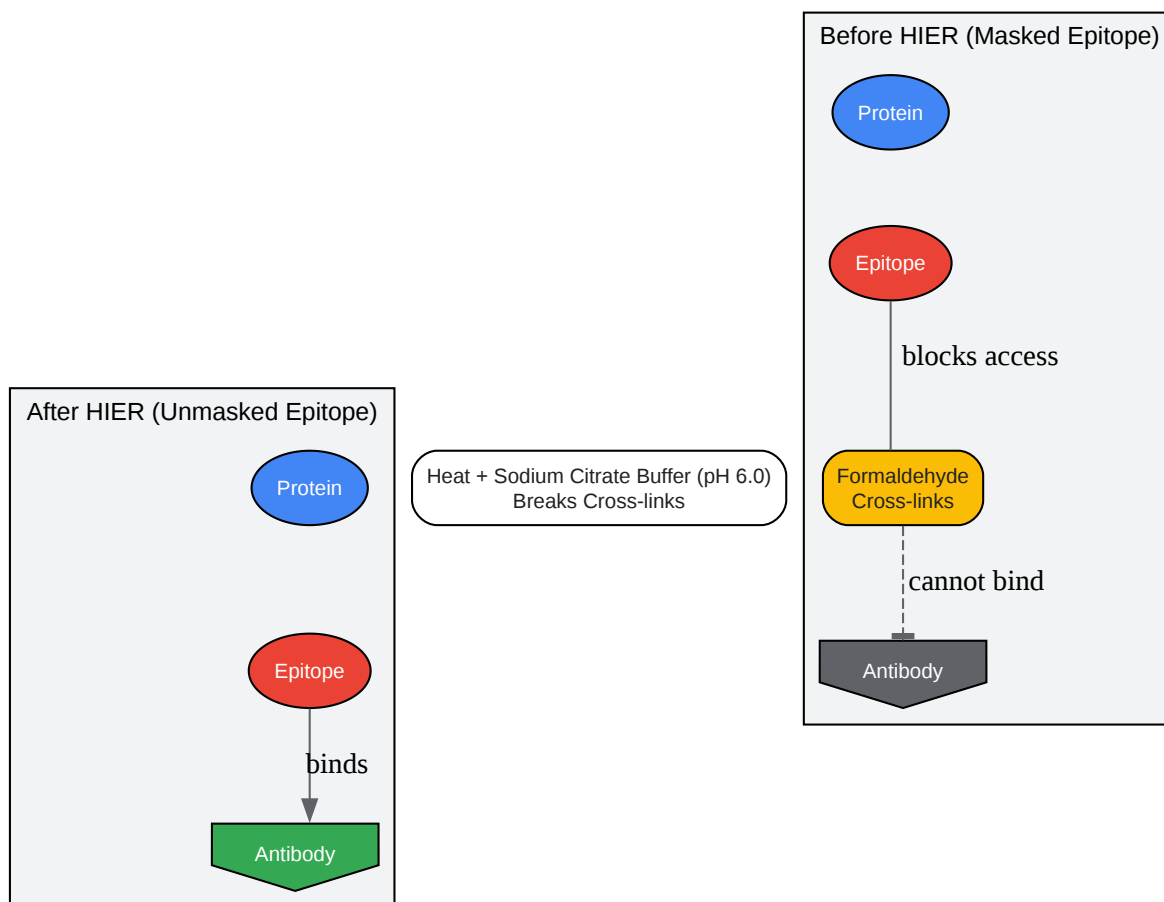 Before HIER (Masked Epitope)
Protein
Epitope
blocks access
Formaldehyde
Cross-links
cannot bind
Antibody
Heat + Sodium Citrate Buffer (pH 6.0)
Breaks Cross-links
After HIER (Unmasked Epitope)
Protein
Epitope
binds
Antibody